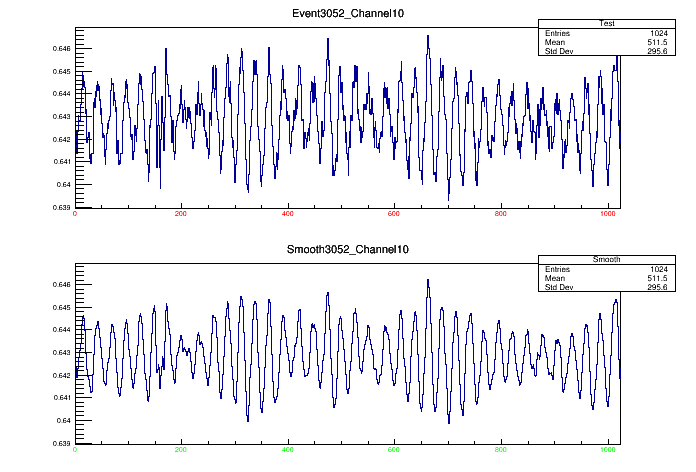 Event3052_Channel10
Test
Entries 1024
Mean 511.5
Std Dev 295.6
0.646
0.645
0.644
0.643
0.642
0.641
0.64
0.639
0 200 400 600 800 1000
Smooth3052_Channel10
Smooth
Entries 1024
Mean 511.5
Std Dev 295.6
0.646
0.645
0.644
0.643
0.642
0.641
0.64
0.639
0 200 400 600 800 1000